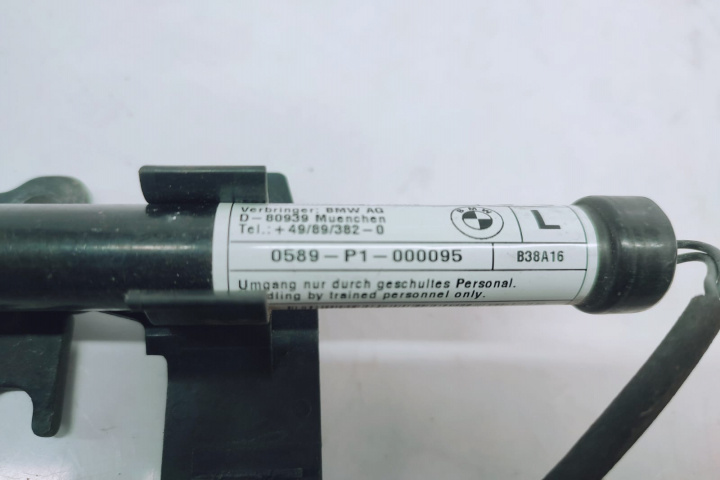 Verbringer: BMW AG
D-80939 Muenchen
Tel.: +49/89/382-0
BMW
L
0589-P1-000095
B38A16
Umgang nur durch geschultes Personal.
by trained personnel only.